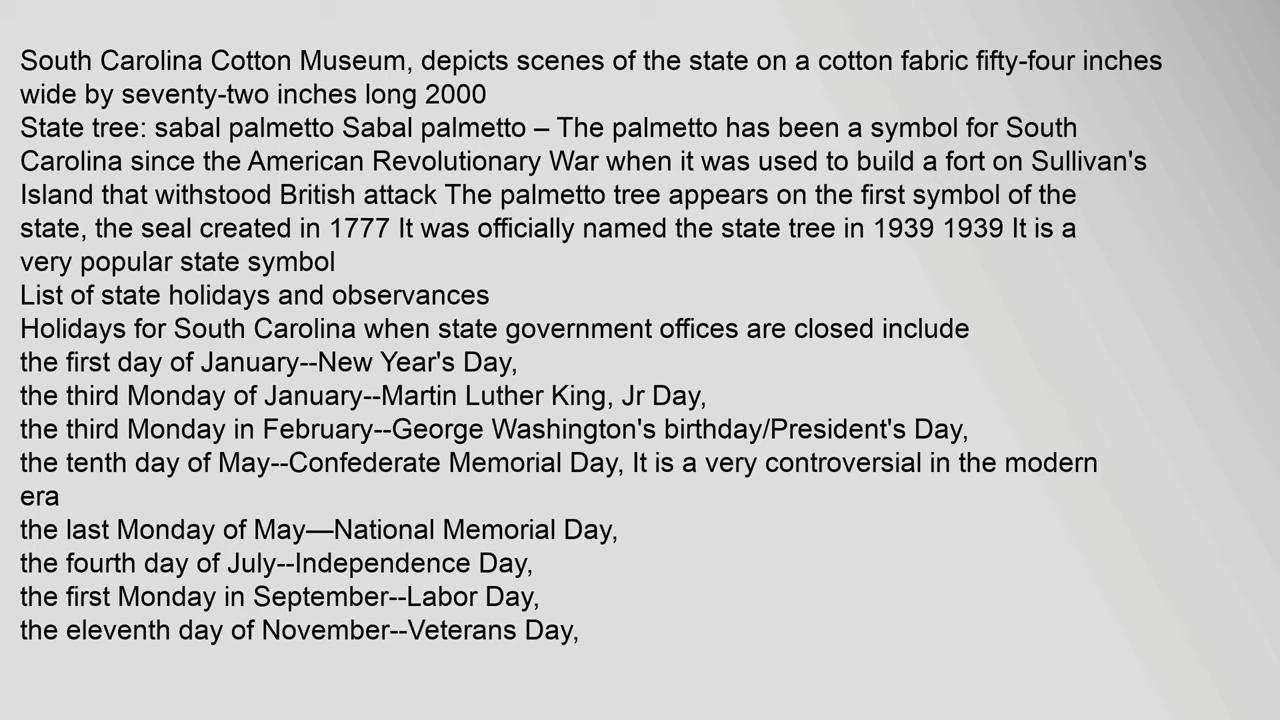 South Carolina Cotton Museum, depicts scenes of the state on a cotton fabric fifty-four inches
wide by seventy-two inches long 2000
State tree: sabal palmetto Sabal palmetto – The palmetto has been a symbol for South
Carolina since the American Revolutionary War when it was used to build a fort on Sullivan's
Island that withstood British attack The palmetto tree appears on the first symbol of the
state, the seal created in 1777 It was officially named the state tree in 1939 1939 It is a
very popular state symbol
List of state holidays and observances
Holidays for South Carolina when state government offices are closed include
the first day of January--New Year's Day,
the third Monday of January--Martin Luther King, Jr Day,
the third Monday in February--George Washington's birthday/President's Day,
the tenth day of May--Confederate Memorial Day, It is a very controversial in the modern
era
the last Monday of May—National Memorial Day,
the fourth day of July--Independence Day,
the first Monday in September--Labor Day,
the eleventh day of November--Veterans Day,